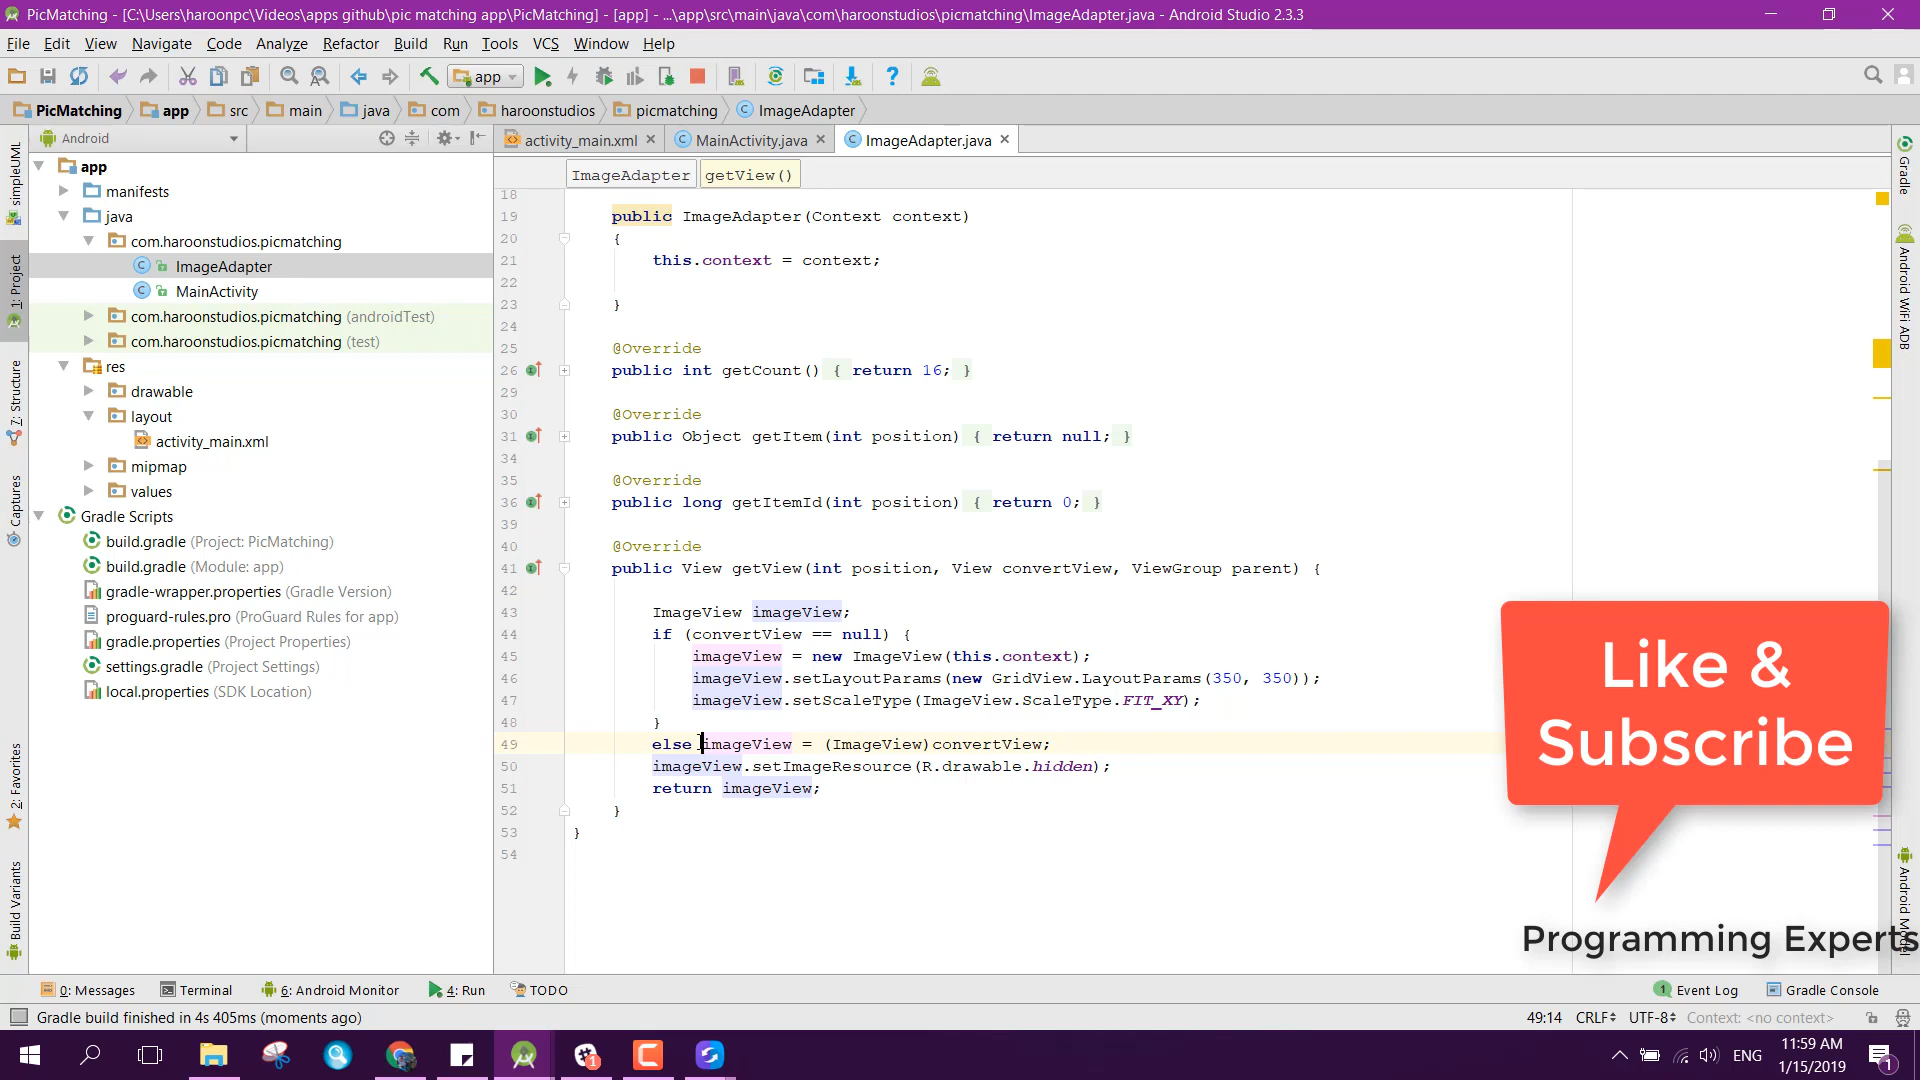 PicMatching - [C:\Users\haroonpc\Videos\apps github\pic matching app\PicMatching] - [app] - ...\app\src\main\java\com\haroonstudios\picmatching\ImageAdapter.java - Android Studio 2.3.3
File Edit View Navigate Code Analyze Refactor Build Run Tools VCS Window Help
app
PicMatching app src main java com haroonstudios picmatching ImageAdapter
Android
activity_main.xml MainActivity.java ImageAdapter.java
ImageAdapter getView()
app
manifests
java
com.haroonstudios.picmatching
ImageAdapter
MainActivity
com.haroonstudios.picmatching (androidTest)
com.haroonstudios.picmatching (test)
res
drawable
layout
activity_main.xml
mipmap
values
Gradle Scripts
build.gradle (Project: PicMatching)
build.gradle (Module: app)
gradle-wrapper.properties (Gradle Version)
proguard-rules.pro (ProGuard Rules for app)
gradle.properties (Project Properties)
settings.gradle (Project Settings)
local.properties (SDK Location)
simpleUML
1: Project
7: Structure
Captures
2: Favorites
Build Variants
18
19 public ImageAdapter(Context context)
20 {
21 this.context = context;
22
23 }
24
25 @Override
26 public int getCount() { return 16; }
29
30 @Override
31 public Object getItem(int position) { return null; }
34
35 @Override
36 public long getItemId(int position) { return 0; }
39
40 @Override
41 public View getView(int position, View convertView, ViewGroup parent) {
42
43 ImageView imageView;
44 if (convertView == null) {
45 imageView = new ImageView(this.context);
46 imageView.setLayoutParams(new GridView.LayoutParams(350, 350));
47 imageView.setScaleType(ImageView.ScaleType.FIT_XY);
48 }
49 else imageView = (ImageView)convertView;
50 imageView.setImageResource(R.drawable.hidden);
51 return imageView;
52 }
53 }
54
Gradle
Android WiFi ADB
Like &
Subscribe
Programming Experts
0: Messages Terminal 6: Android Monitor 4: Run TODO 1 Event Log Gradle Console
Gradle build finished in 4s 405ms (moments ago) 49:14 CRLF UTF-8 Context: <no context>
ENG 11:59 AM
1/15/2019
1
1